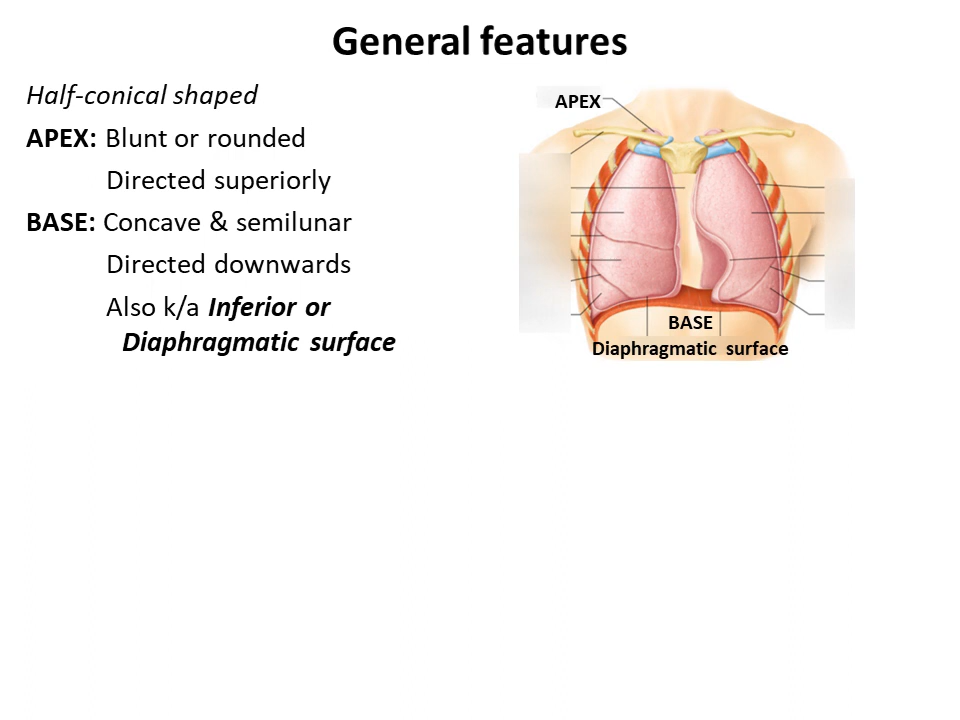 General features
Half-conical shaped
APEX: Blunt or rounded
Directed superiorly
BASE: Concave & semilunar
Directed downwards
Also k/a Inferior or
Diaphragmatic surface
APEX
BASE
Diaphragmatic surface